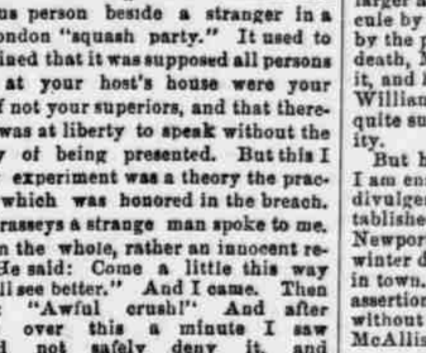 us person beside a stranger in a
ondon "squash party." It used to
ined that it was supposed all persons
at your host's house were your
f not your superiors, and that there-
was at liberty to speak without the
y of being presented. But this I
experiment was a theory the prac-
which was honored in the breach.
rasseys a strange man spoke to me.
n the whole, rather an innocent re-
He said: Come a little this way
ll see better." And I came. Then
: "Awful crush!" And after
over this a minute I saw
d not safely deny it, and
larger a
cule by
by the p
death, M
it, and h
William
quite su
ity.
But h
I am en
divulge
tablishe
Newpor
winter d
in town.
assertion
without
McAllis